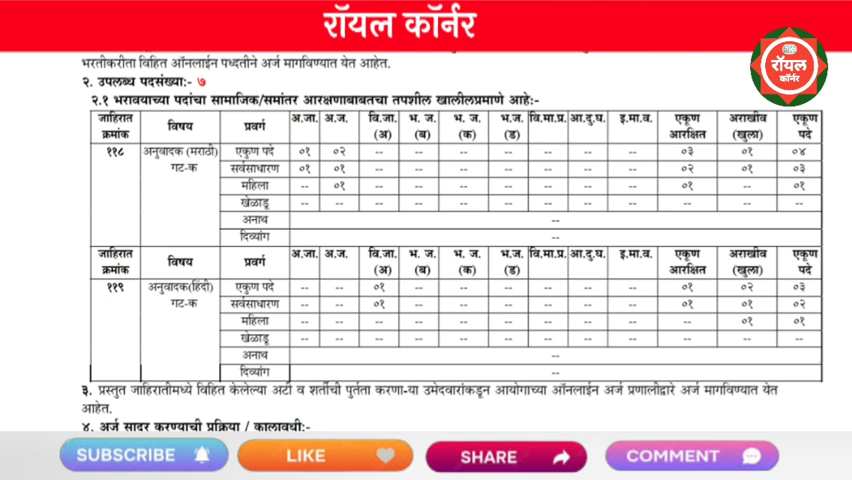 रॉयल कॉर्नर
भरतीकरीता विहित ऑनलाईन पध्दतीने अर्ज मागविण्यात येत आहेत.
रॉयल
कॉर्नर
२. उपलब्ध पदसंख्या:- ७
२.१ भरावयाच्या पदांचा सामाजिक/समांतर आरक्षणाबाबतचा तपशील खालीलप्रमाणे आहे:-
जाहिरात क्रमांक विषय प्रवर्ग अ.जा. अ.ज. वि.जा. (अ) भ. ज. (ब) भ. ज. (क) भ.ज. (ड) वि.मा.प्र. आ.दु.घ. इ.मा.व. एकूण आरक्षित अराखीव (खुला) एकूण पदे
११८ अनुवादक (मराठी) गट-क एकुण पदे ०१ ०२ -- -- -- -- -- -- -- ०३ ०१ ०४
सर्वसाधारण ०१ ०१ -- -- -- -- -- -- -- ०२ ०१ ०३
महिला -- ०१ -- -- -- -- -- -- -- ०१ -- ०१
खेळाडू -- -- -- -- -- -- -- -- -- -- -- --
अनाथ --
दिव्यांग --
जाहिरात क्रमांक विषय प्रवर्ग अ.जा. अ.ज. वि.जा. (अ) भ. ज. (ब) भ. ज. (क) भ.ज. (ड) वि.मा.प्र. आ.दु.घ. इ.मा.व. एकूण आरक्षित अराखीव (खुला) एकूण पदे
११९ अनुवादक(हिंदी) गट-क एकुण पदे -- -- ०१ -- -- -- -- -- -- ०१ ०२ ०३
सर्वसाधारण -- -- ०१ -- -- -- -- -- -- ०१ ०१ ०२
महिला -- -- -- -- -- -- -- -- -- -- ०१ ०१
खेळाडू -- -- -- -- -- -- -- -- -- -- -- --
अनाथ --
दिव्यांग --
३. प्रस्तुत जाहिरातीमध्ये विहित केलेल्या अटी व शर्तीची पुर्तता करणा-या उमेदवारांकडून आयोगाच्या ऑनलाईन अर्ज प्रणालीद्वारे अर्ज मागविण्यात येत
आहेत.
४. अर्ज सादर करण्याची प्रक्रिया / कालावधी:-
SUBSCRIBE LIKE SHARE COMMENT